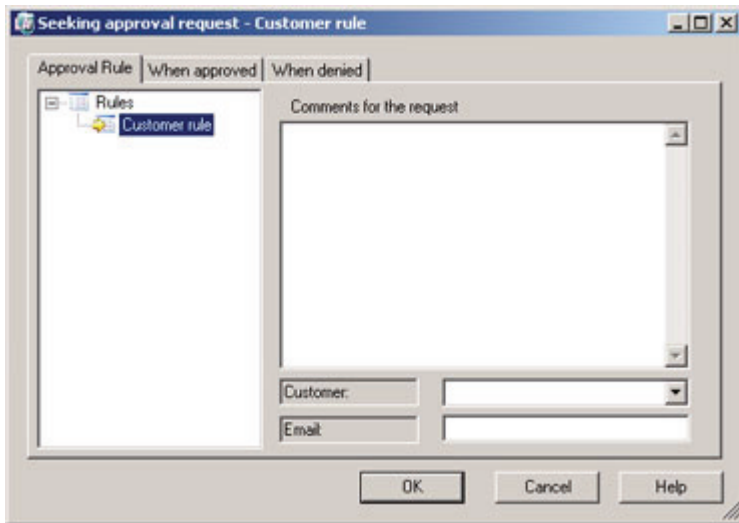 Seeking approval request - Customer rule
Approval Rule When approved When denied
Rules
Customer rule
Comments for the request
Customer:
Email:
OK Cancel Help